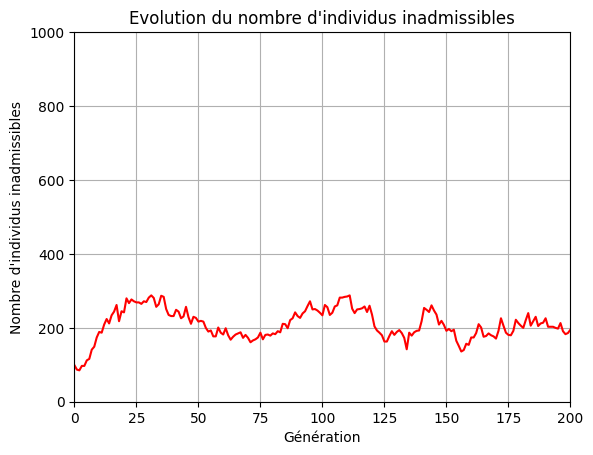 Evolution du nombre d'individus inadmissibles
1000
800
600
400
200
0
Nombre d'individus inadmissibles
0 25 50 75 100 125 150 175 200
Génération